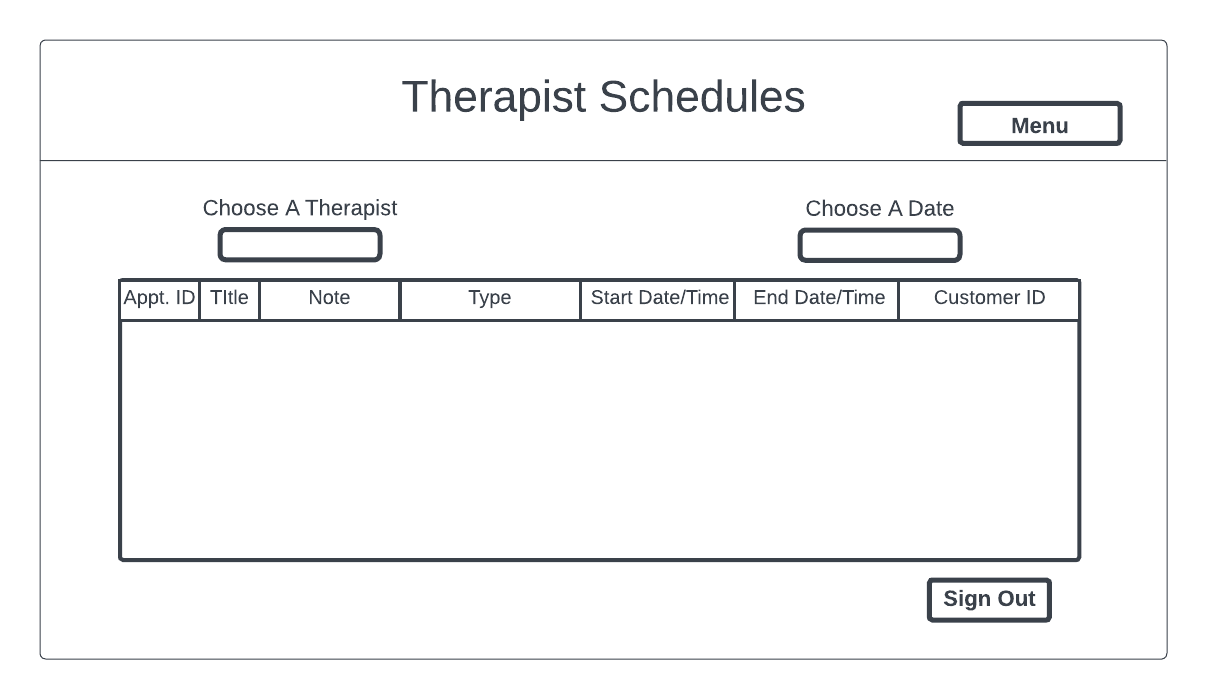 Therapist Schedules
Menu
Choose A Therapist
Choose A Date
Appt. ID TItle Note Type Start Date/Time End Date/Time Customer ID
Sign Out